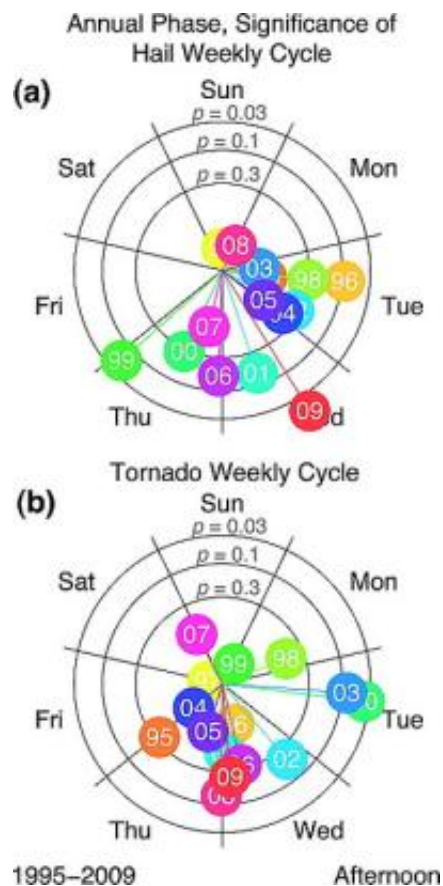 Annual Phase, Significance of
Hail Weekly Cycle
(a)
Sun
p = 0.03
p = 0.1
p = 0.3
Sat
Mon
08
03
98
96
05
04
Fri
Tue
07
00
99
06
01
09
Thu
Tornado Weekly Cycle
(b)
Sun
p = 0.03
p = 0.1
p = 0.3
Sat
Mon
07
99
98
03
04
Fri
Tue
05
95
02
09
Thu
Wed
1995–2009
Afternoon